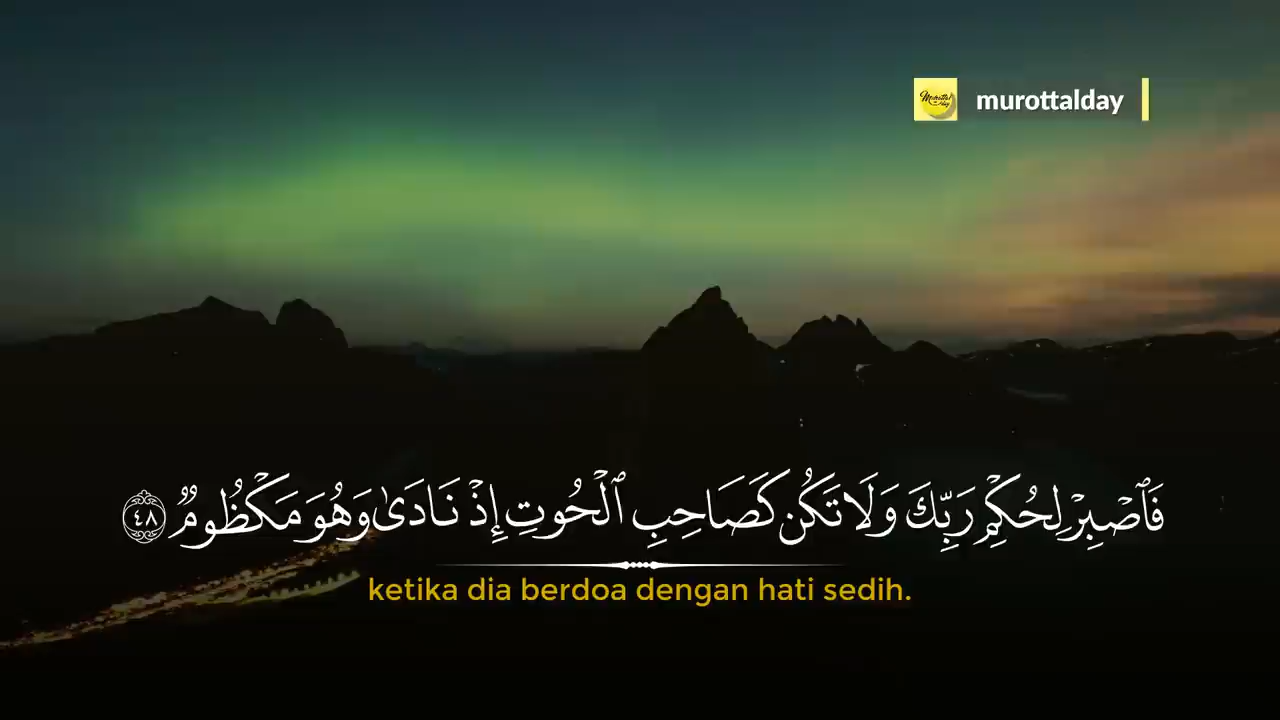 murottalday
فَٱصْبِرْ لِحُكْمِ رَبِّكَ وَلَا تَكُن كَصَاحِبِ ٱلْحُوتِ إِذْ نَادَىٰ وَهُوَ مَكْظُومٌ ٤٨
ketika dia berdoa dengan hati sedih.